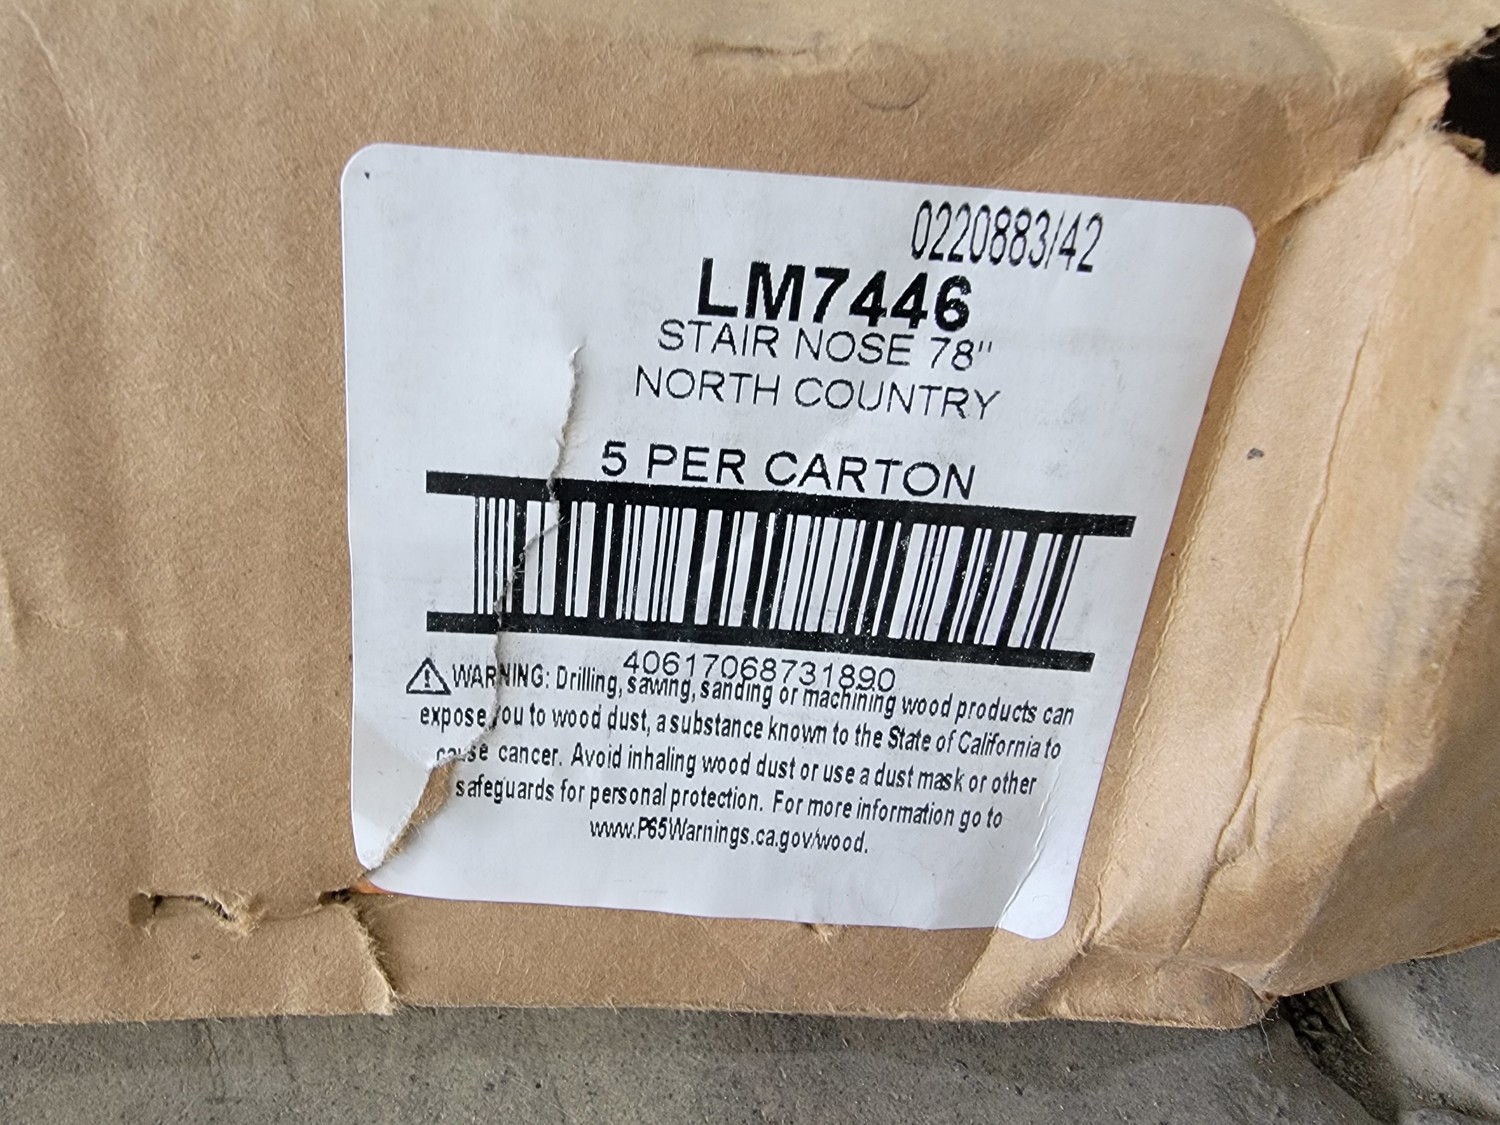 0220883/42
LM7446
STAIR NOSE 78"
NORTH COUNTRY
5 PER CARTON
40617068731890
WARNING: Drilling, sawing, sanding or machining wood products can
expose you to wood dust, a substance known to the State of California to
cause cancer. Avoid inhaling wood dust or use a dust mask or other
safeguards for personal protection. For more information go to
www.P65Warnings.ca.gov/wood.